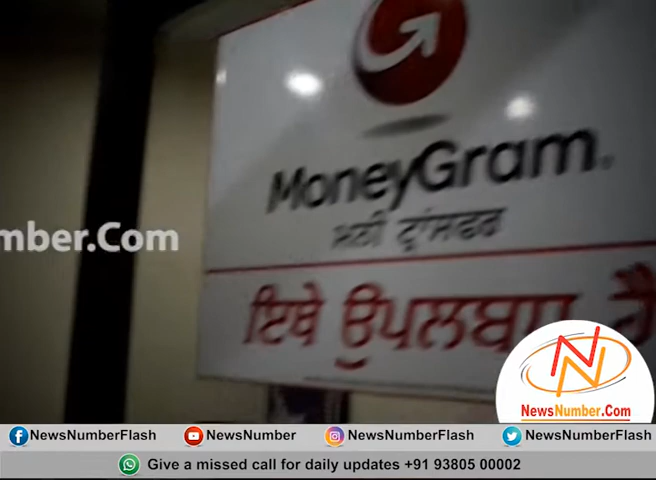 MoneyGram
ਮਨੀ ਟ੍ਰਾਂਸਫਰ
ਇਥੇ ਉਪਲਬਧ ਹੈ
mber.Com
NewsNumber.Com
NewsNumberFlash NewsNumber NewsNumberFlash NewsNumberFlash
Give a missed call for daily updates +91 93805 00002